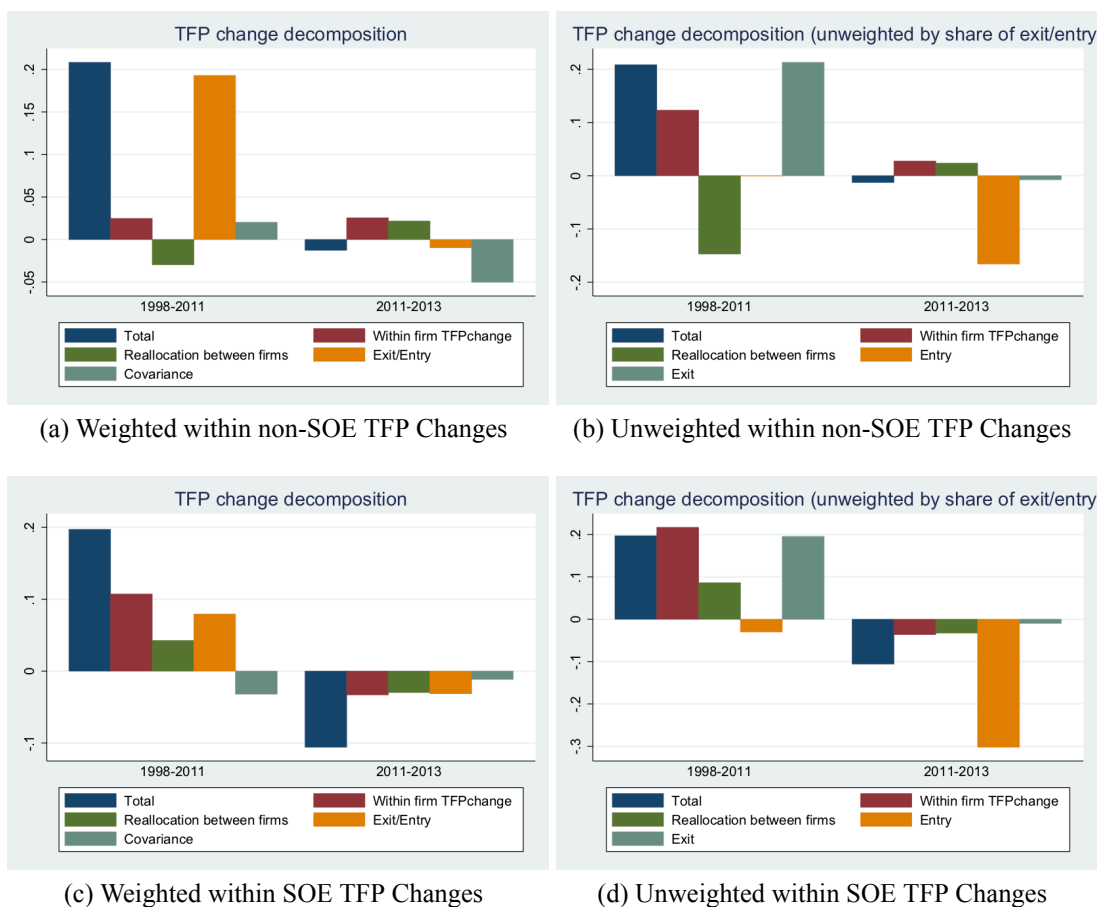 TFP change decomposition
.2
.15
.1
.05
0
-.05
1998-2011 2011-2013
Total Within firm TFPchange
Reallocation between firms Exit/Entry
Covariance
(a) Weighted within non-SOE TFP Changes
TFP change decomposition (unweighted by share of exit/entry
.2
.1
0
-.1
-.2
1998-2011 2011-2013
Total Within firm TFPchange
Reallocation between firms Entry
Exit
(b) Unweighted within non-SOE TFP Changes
TFP change decomposition
.2
.1
0
-.1
1998-2011 2011-2013
Total Within firm TFPchange
Reallocation between firms Exit/Entry
Covariance
(c) Weighted within SOE TFP Changes
TFP change decomposition (unweighted by share of exit/entry
.2
.1
0
-.1
-.2
-.3
1998-2011 2011-2013
Total Within firm TFPchange
Reallocation between firms Entry
Exit
(d) Unweighted within SOE TFP Changes